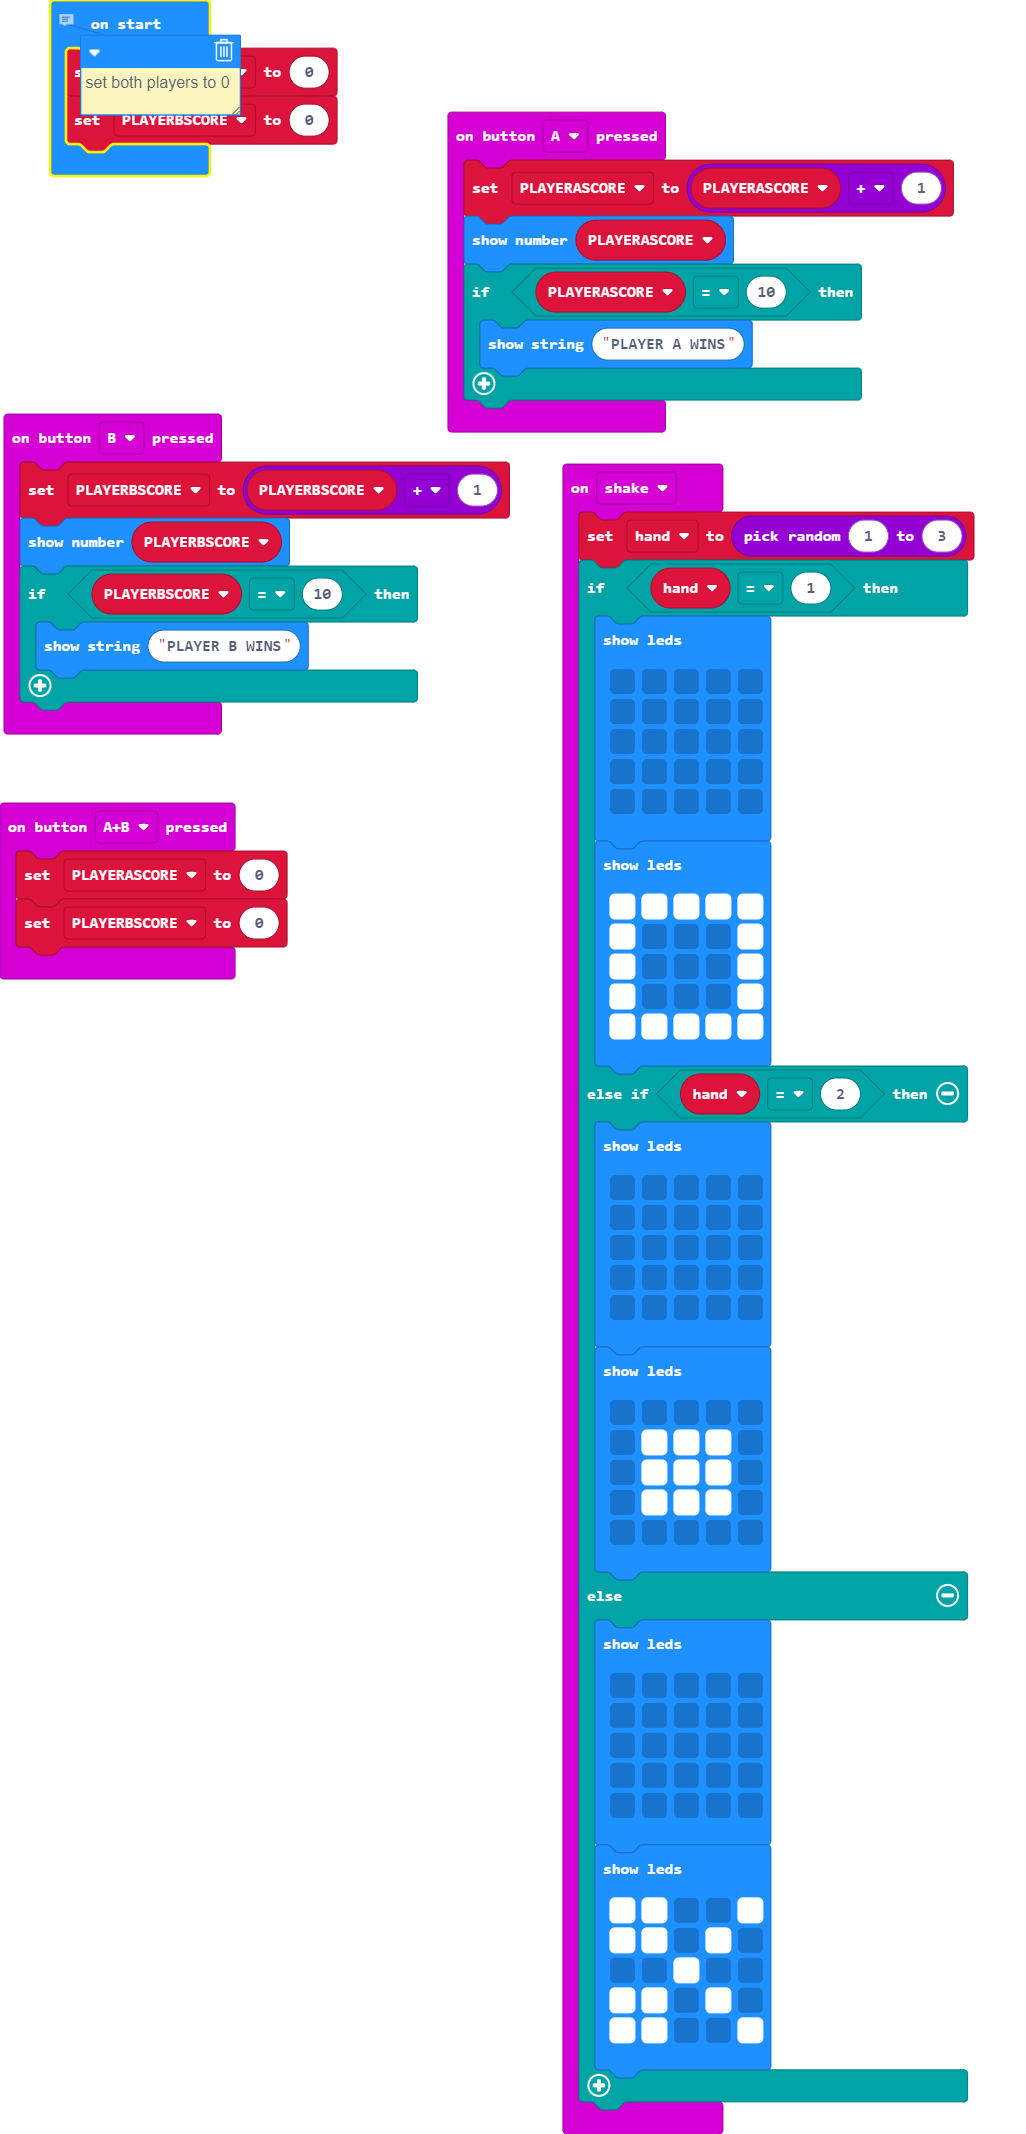 on start
set both players to 0
to 0
set PLAYERBSCORE to 0
on button A pressed
set PLAYERASCORE to PLAYERASCORE + 1
show number PLAYERASCORE
if PLAYERASCORE = 10 then
show string "PLAYER A WINS"
on button B pressed
set PLAYERBSCORE to PLAYERBSCORE + 1
show number PLAYERBSCORE
if PLAYERBSCORE = 10 then
show string "PLAYER B WINS"
on button A+B pressed
set PLAYERASCORE to 0
set PLAYERBSCORE to 0
on shake
set hand to pick random 1 to 3
if hand = 1 then
show leds
show leds
else if hand = 2 then
show leds
show leds
else
show leds
show leds